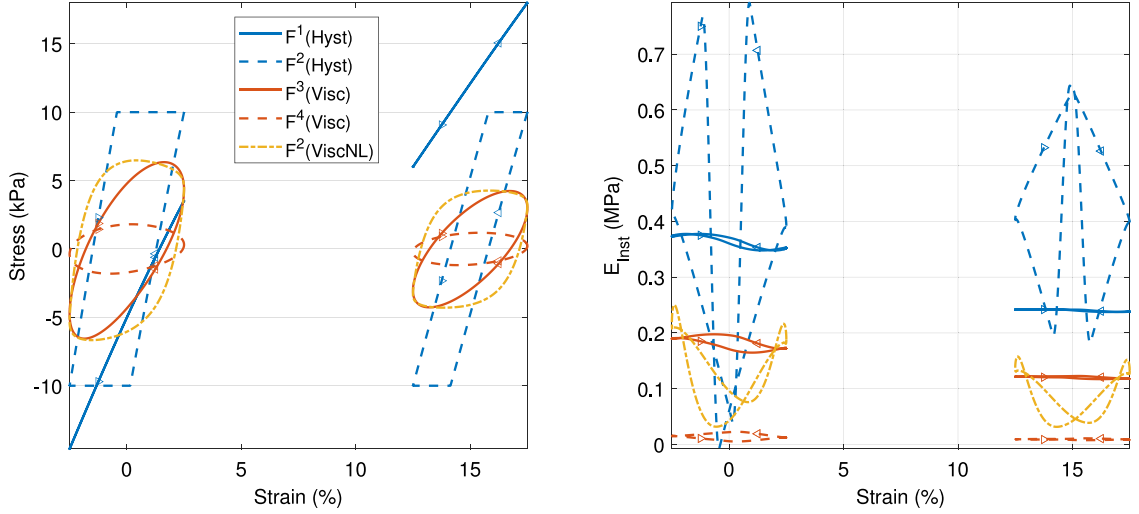 15
10
5
0
-5
-10
0
5
10
15
Strain (%)
Stress (kPa)
F1(Hyst)
F2(Hyst)
F3(Visc)
F4(Visc)
F2(ViscNL)
0.7
0.6
0.5
0.4
0.3
0.2
0.1
0
0
5
10
15
Strain (%)
EInst (MPa)